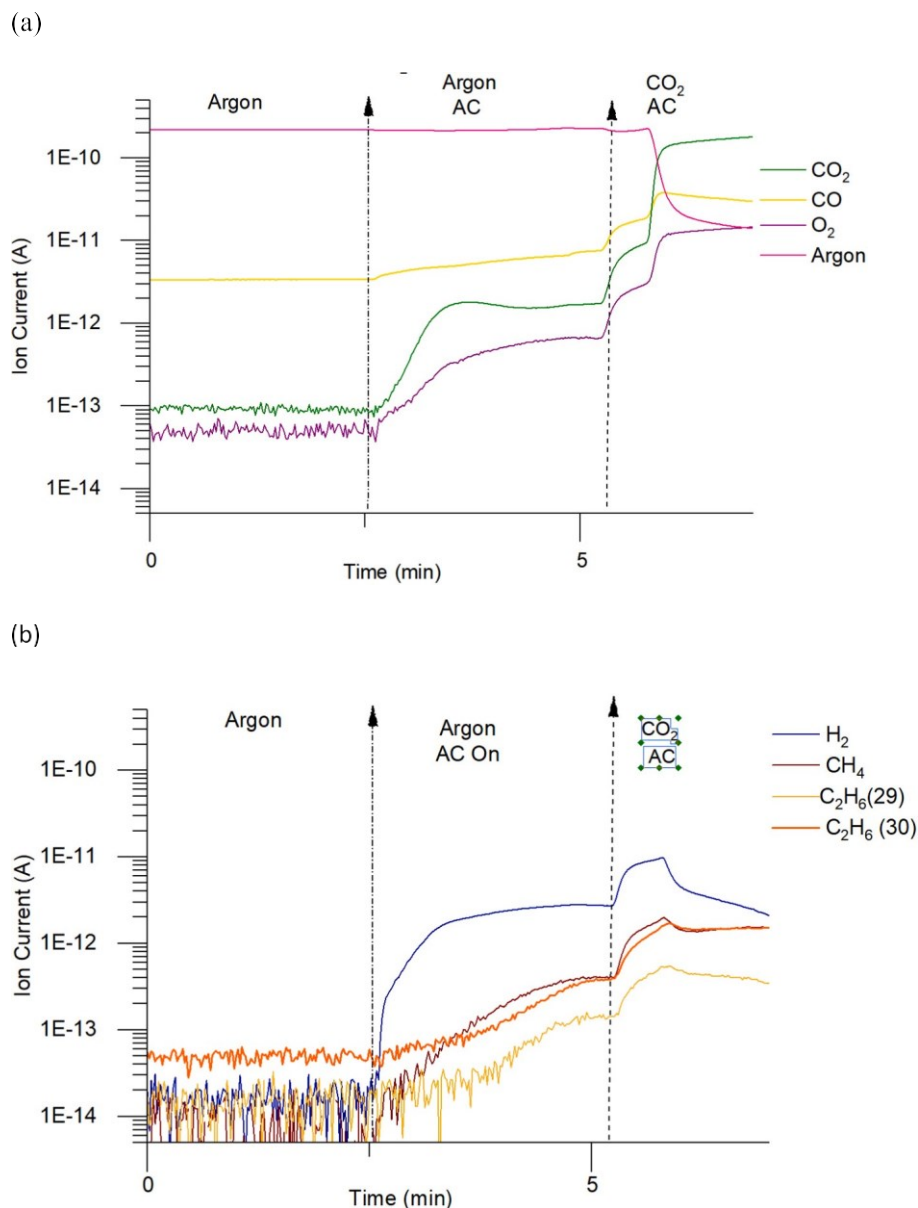 (a)
Argon
Argon
AC
CO₂
AC
1E-10
1E-11
1E-12
1E-13
1E-14
Ion Current (A)
0
5
Time (min)
CO₂
CO
O₂
Argon
(b)
Argon
Argon
AC On
CO₂
AC
1E-10
1E-11
1E-12
1E-13
1E-14
Ion Current (A)
0
5
Time (min)
H₂
CH₄
C₂H₆(29)
C₂H₆ (30)